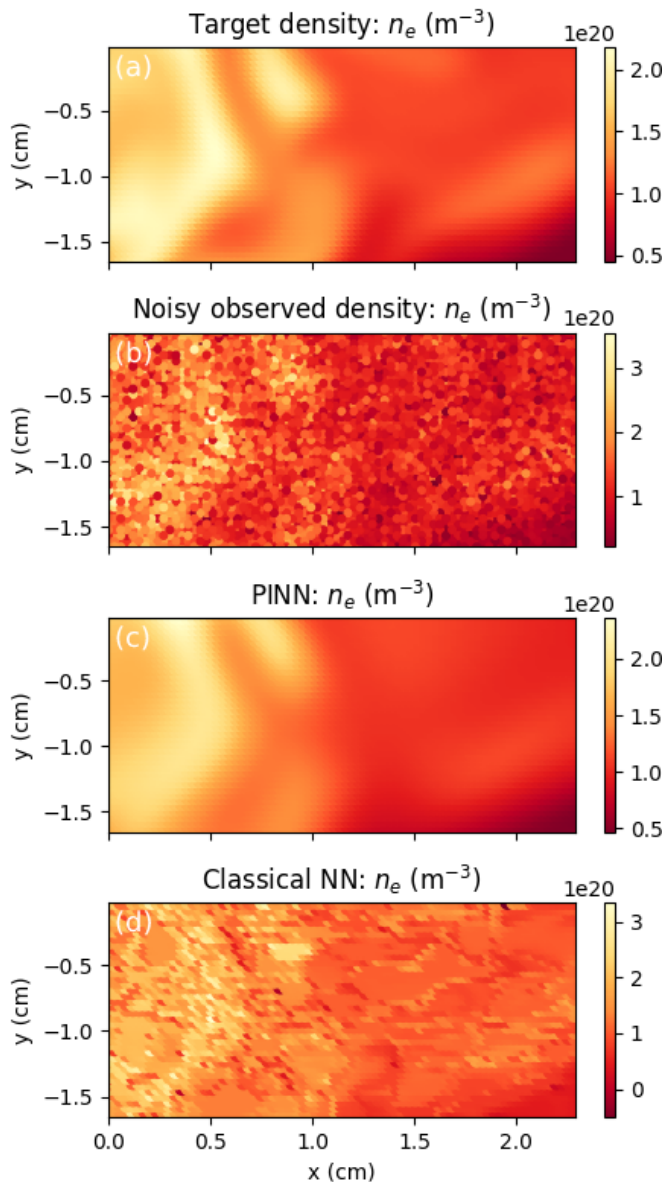 Target density: nₑ (m⁻³)
1e20
(a)
2.0
−0.5
1.5
y (cm)
−1.0
1.0
−1.5
0.5
Noisy observed density: nₑ (m⁻³)
1e20
(b)
3
−0.5
2
y (cm)
−1.0
1
−1.5
PINN: nₑ (m⁻³)
1e20
(c)
2.0
−0.5
1.5
y (cm)
−1.0
1.0
−1.5
0.5
Classical NN: nₑ (m⁻³)
1e20
(d)
3
−0.5
2
y (cm)
−1.0
1
−1.5
0
0.0 0.5 1.0 1.5 2.0
x (cm)